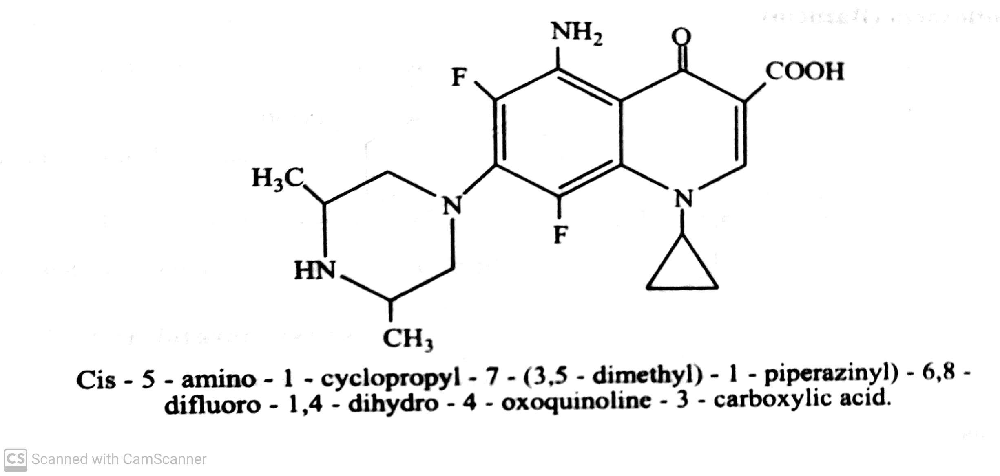 NH₂
O
F
COOH
H₃C
N
N
F
HN
CH₃
Cis - 5 - amino - 1 - cyclopropyl - 7 - (3,5 - dimethyl) - 1 - piperazinyl) - 6,8 -
difluoro - 1,4 - dihydro - 4 - oxoquinoline - 3 - carboxylic acid.
CS Scanned with CamScanner